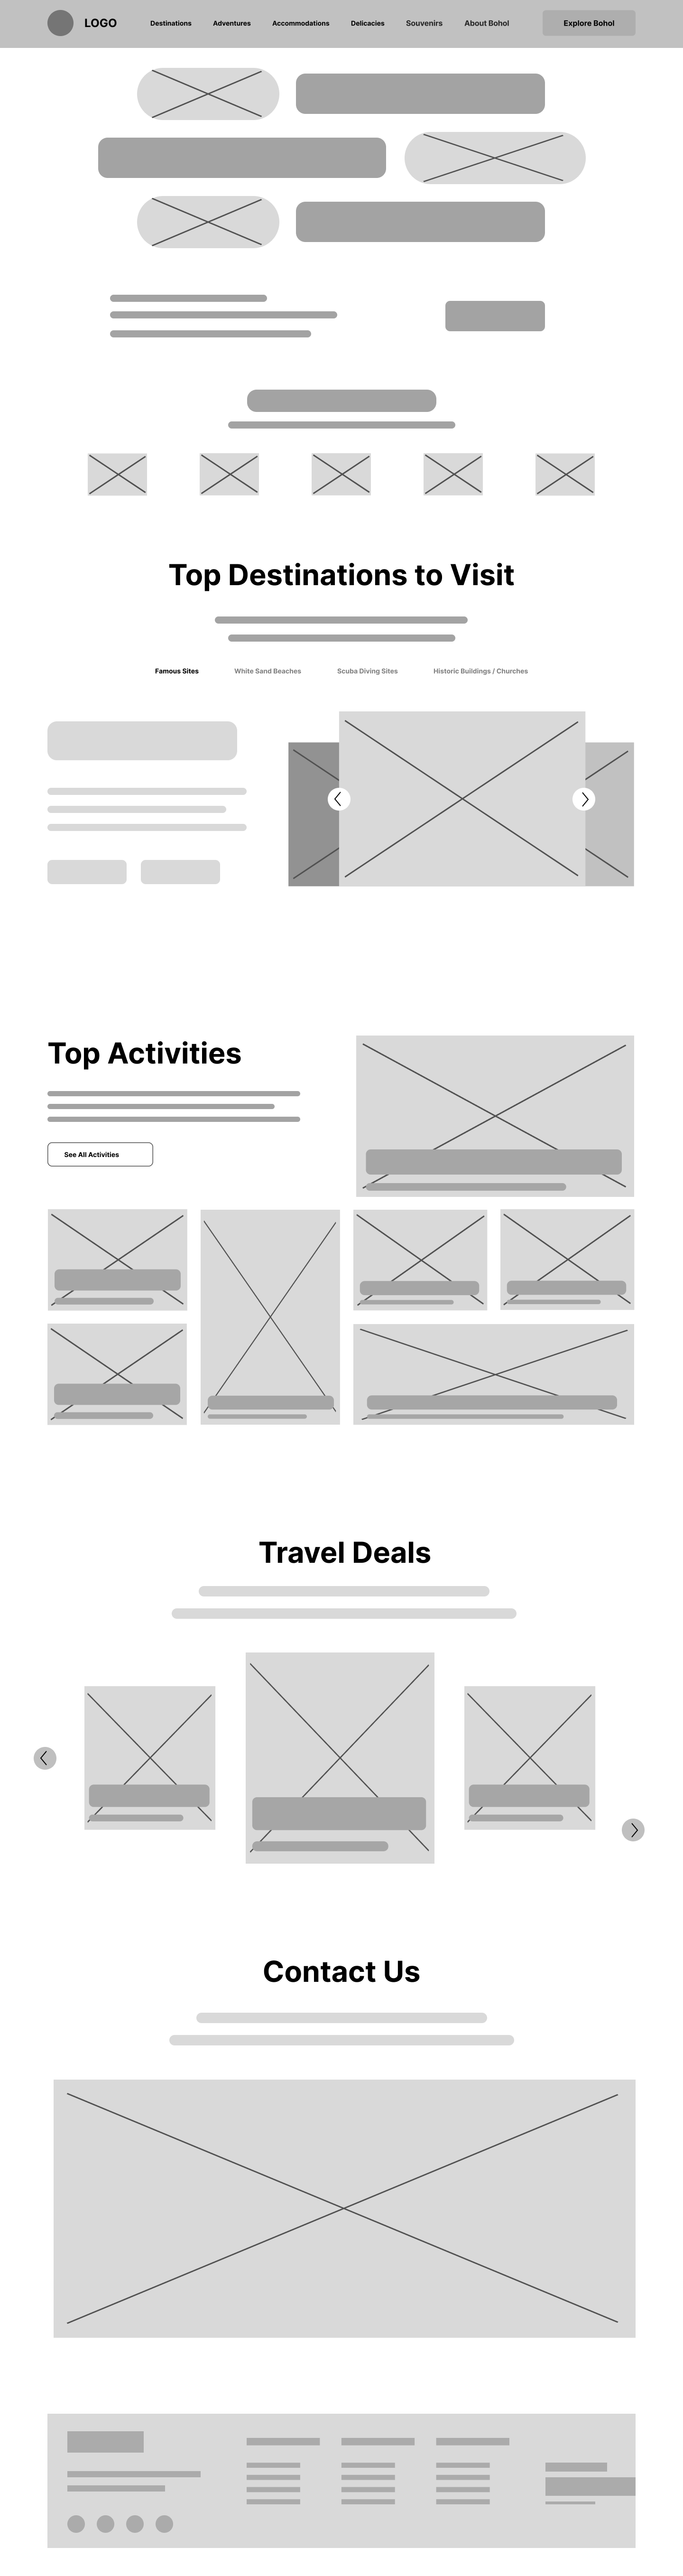 LOGO Destinations Adventures Accommodations Delicacies Souvenirs About Bohol Explore Bohol
Top Destinations to Visit
Famous Sites White Sand Beaches Scuba Diving Sites Historic Buildings / Churches
Top Activities
See All Activities
Travel Deals
Contact Us